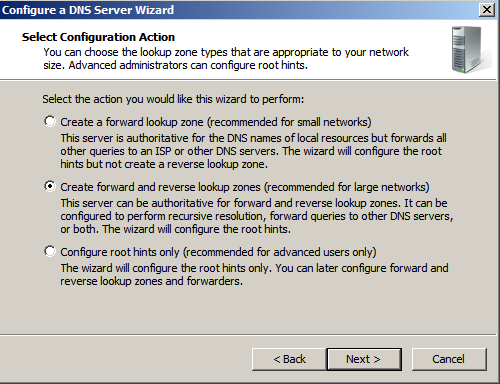 Configure a DNS Server Wizard
Select Configuration Action
You can choose the lookup zone types that are appropriate to your network
size. Advanced administrators can configure root hints.
Select the action you would like this wizard to perform:
Create a forward lookup zone (recommended for small networks)
This server is authoritative for the DNS names of local resources but forwards all
other queries to an ISP or other DNS servers. The wizard will configure the root
hints but not create a reverse lookup zone.
Create forward and reverse lookup zones (recommended for large networks)
This server can be authoritative for forward and reverse lookup zones. It can be
configured to perform recursive resolution, forward queries to other DNS servers,
or both. The wizard will configure the root hints.
Configure root hints only (recommended for advanced users only)
The wizard will configure the root hints only. You can later configure forward and
reverse lookup zones and forwarders.
< Back Next > Cancel